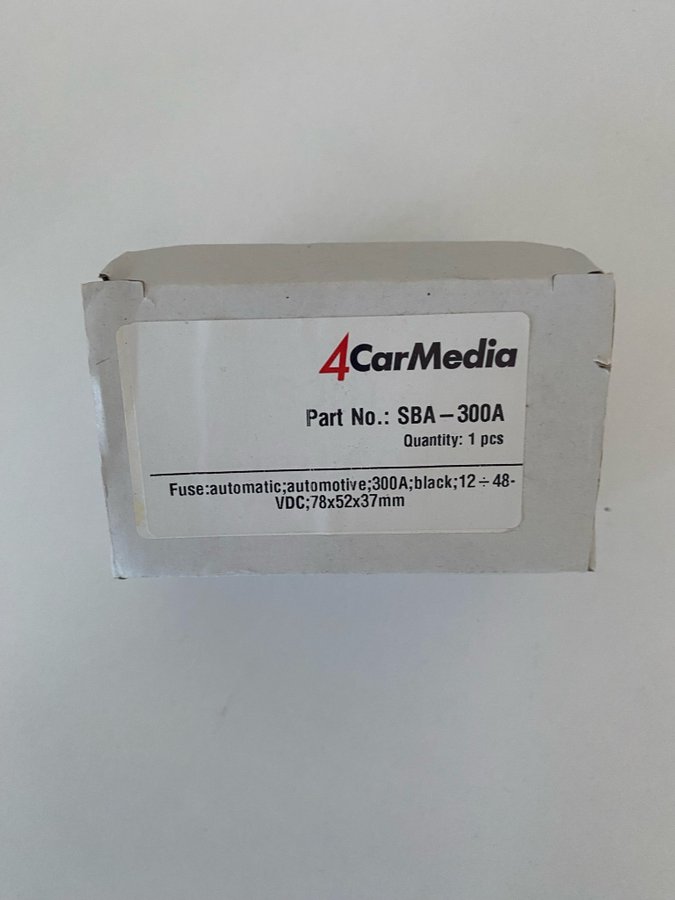 4CarMedia
Part No.: SBA-300A
Quantity: 1 pcs
Fuse:automatic;automotive;300A;black;12÷48-
VDC;78x52x37mm